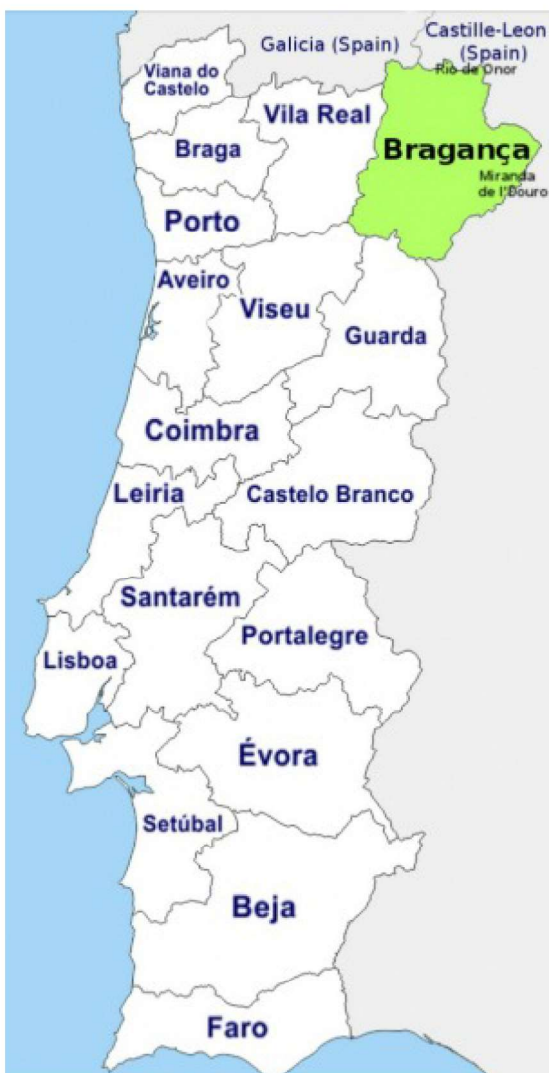 Galicia (Spain)
Castille-Leon
(Spain)
Rio de Onor
Viana do
Castelo
Vila Real
Braga
Bragança
Miranda
de l'Douro
Porto
Aveiro
Viseu
Guarda
Coimbra
Leiria
Castelo Branco
Santarém
Portalegre
Lisboa
Évora
Setúbal
Beja
Faro